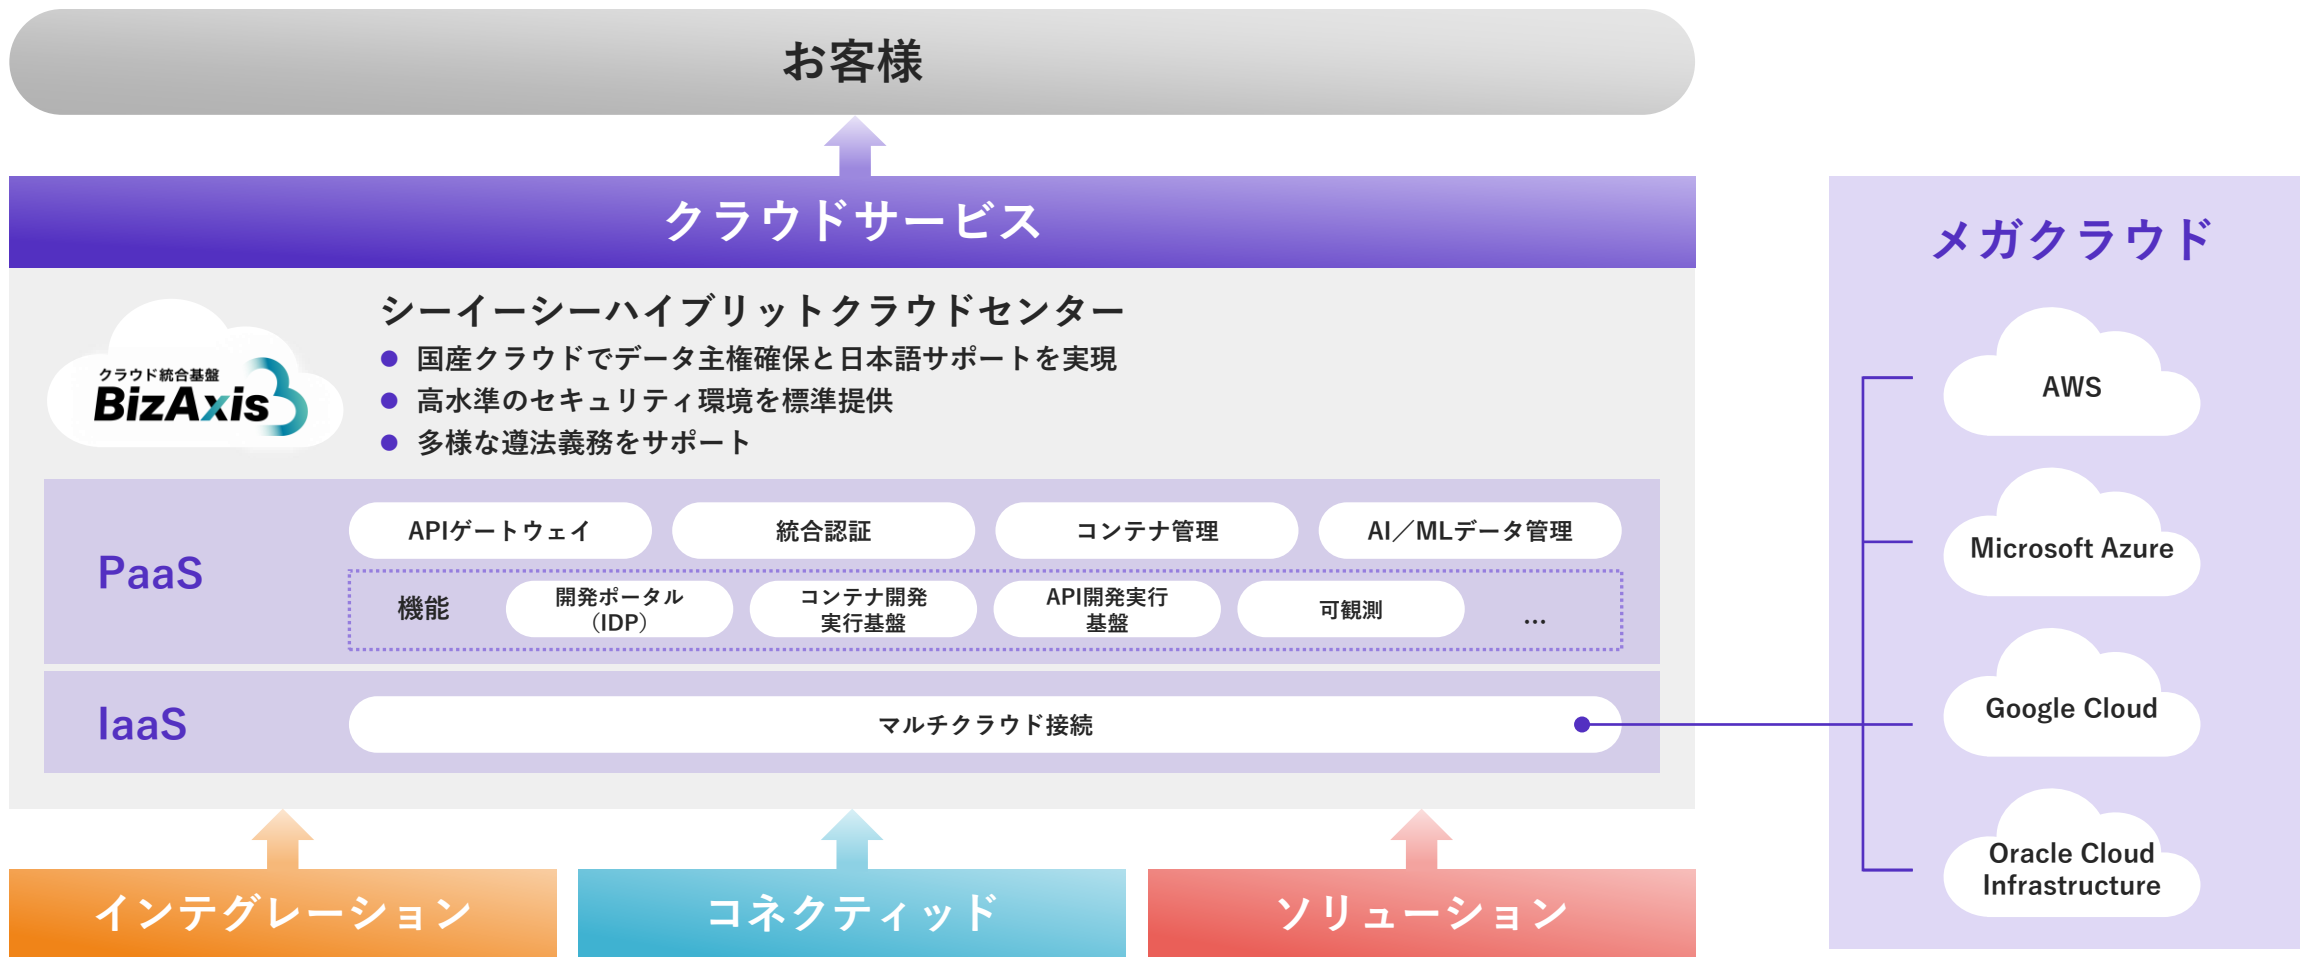 お客様
クラウドサービス
クラウド統合基盤
BizAxis
シーイーシーハイブリットクラウドセンター
● 国産クラウドでデータ主権確保と日本語サポートを実現
● 高水準のセキュリティ環境を標準提供
● 多様な遵法義務をサポート
PaaS
APIゲートウェイ
統合認証
コンテナ管理
AI／MLデータ管理
機能
開発ポータル
（IDP）
コンテナ開発
実行基盤
API開発実行
基盤
可観測
…
IaaS
マルチクラウド接続
インテグレーション
コネクティッド
ソリューション
メガクラウド
AWS
Microsoft Azure
Google Cloud
Oracle Cloud
Infrastructure